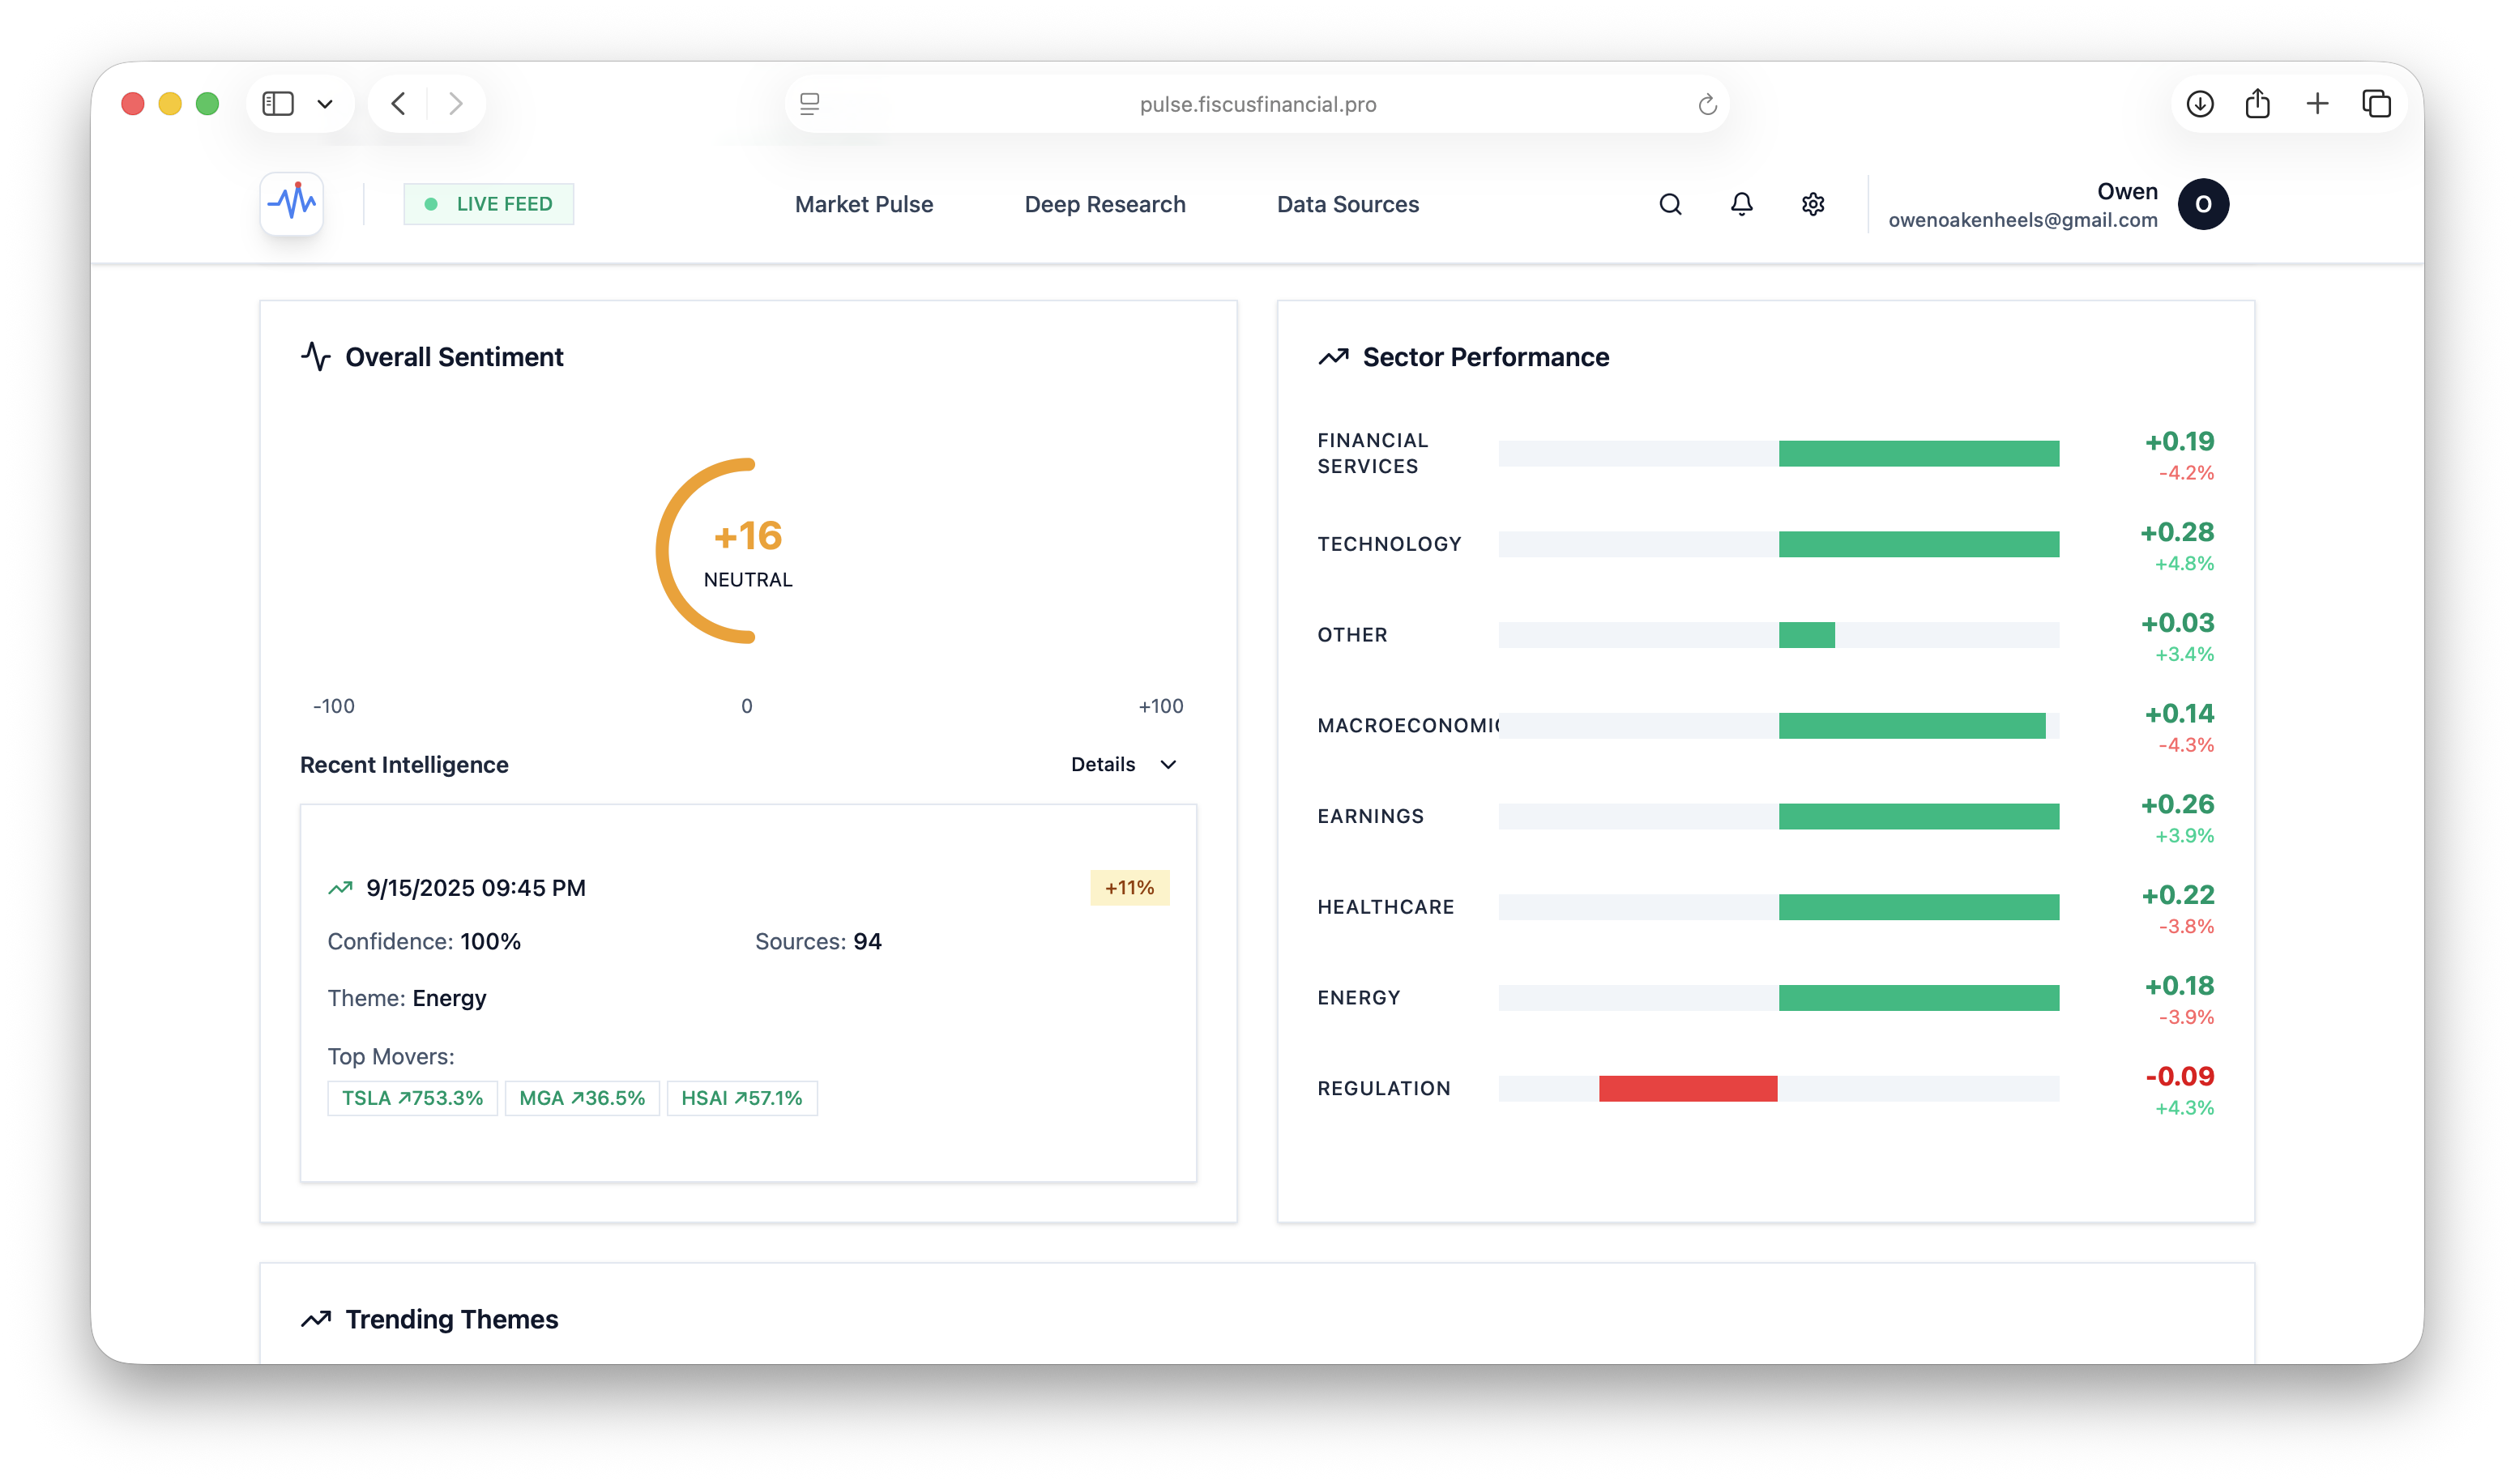 pulse.fiscusfinancial.pro
LIVE FEED
Market Pulse
Deep Research
Data Sources
Owen
owenoakenheels@gmail.com
O
Overall Sentiment
+16
NEUTRAL
-100
0
+100
Recent Intelligence
Details
9/15/2025 09:45 PM
+11%
Confidence: 100%
Sources: 94
Theme: Energy
Top Movers:
TSLA ↗753.3%
MGA ↗36.5%
HSAI ↗57.1%
Sector Performance
FINANCIAL
SERVICES
+0.19
-4.2%
TECHNOLOGY
+0.28
+4.8%
OTHER
+0.03
+3.4%
MACROECONOMIC
+0.14
-4.3%
EARNINGS
+0.26
+3.9%
HEALTHCARE
+0.22
-3.8%
ENERGY
+0.18
-3.9%
REGULATION
-0.09
+4.3%
Trending Themes